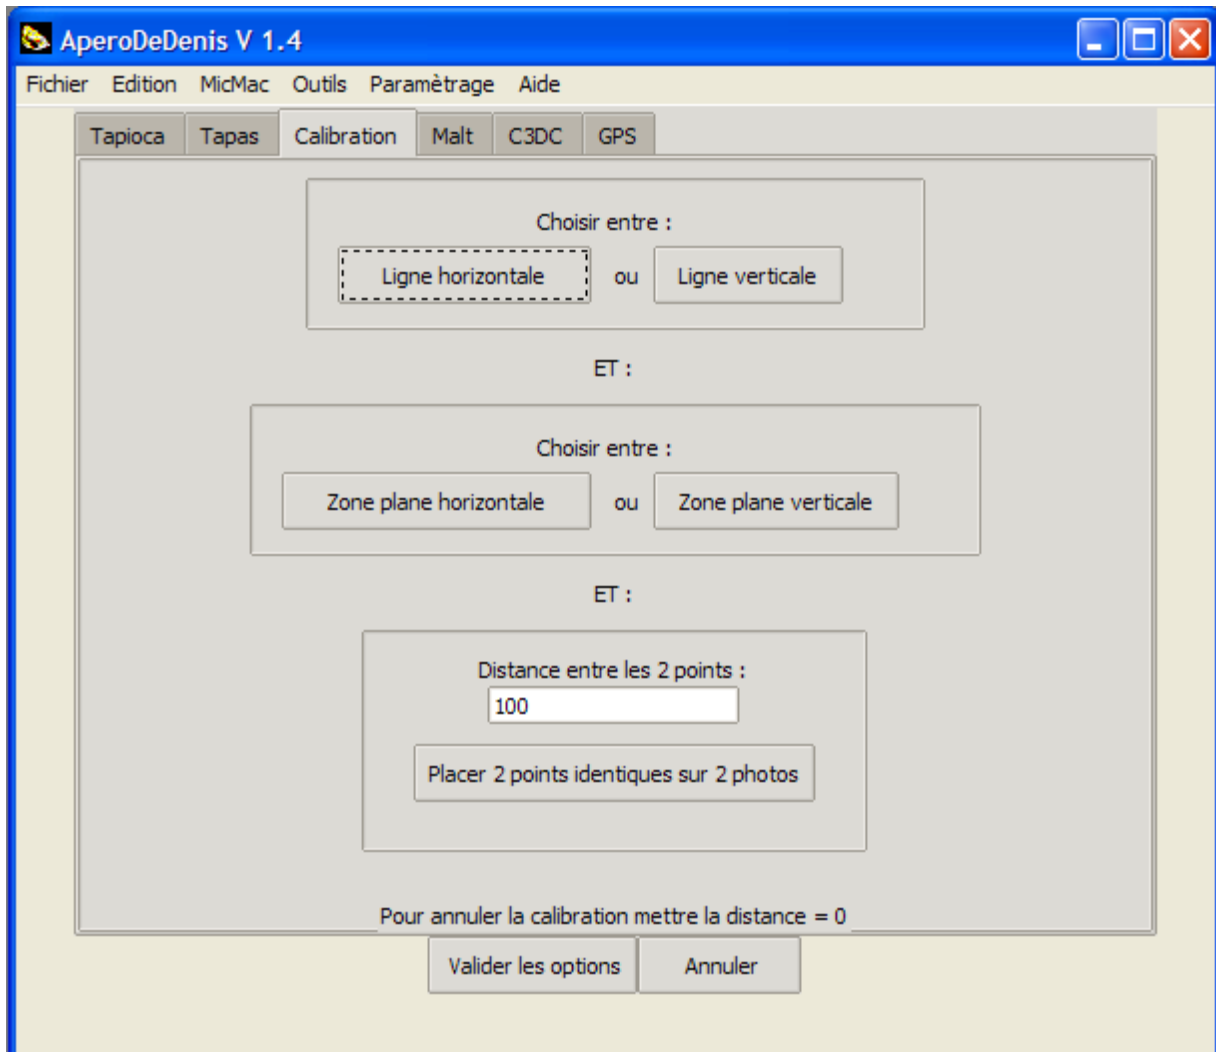 AperoDeDenis V 1.4
Fichier Edition MicMac Outils Paramètrage Aide
Tapioca Tapas Calibration Malt C3DC GPS
Choisir entre :
Ligne horizontale ou Ligne verticale
ET :
Choisir entre :
Zone plane horizontale ou Zone plane verticale
ET :
Distance entre les 2 points :
100
Placer 2 points identiques sur 2 photos
Pour annuler la calibration mettre la distance = 0
Valider les options Annuler